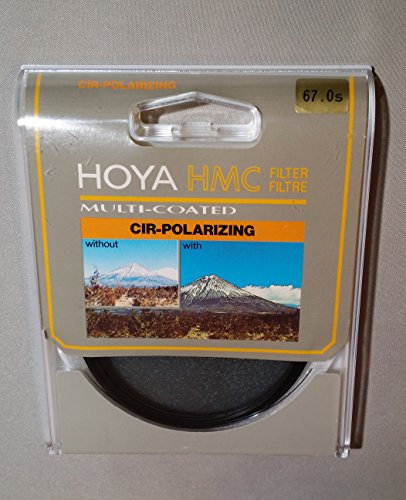 CIR-POLARIZING
67.0s
HOYA HMC FILTER
FILTRE
MULTI-COATED
CIR-POLARIZING
without with